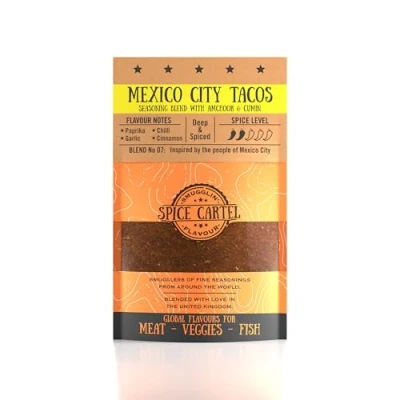 MEXICO CITY TACOS
SEASONING BLEND WITH AMCHOOR & CUMIN
FLAVOUR NOTES
• Paprika • Chilli
• Garlic • Cinnamon
Deep
&
Spiced
SPICE LEVEL
BLEND No 07: Inspired by the people of Mexico City
SMUGGLIN'
SPICE CARTEL
FLAVOUR
SMUGGLERS OF FINE SEASONINGS
FROM AROUND THE WORLD.
BLENDED WITH LOVE IN
THE UNITED KINGDOM.
GLOBAL FLAVOURS FOR
MEAT - VEGGIES - FISH